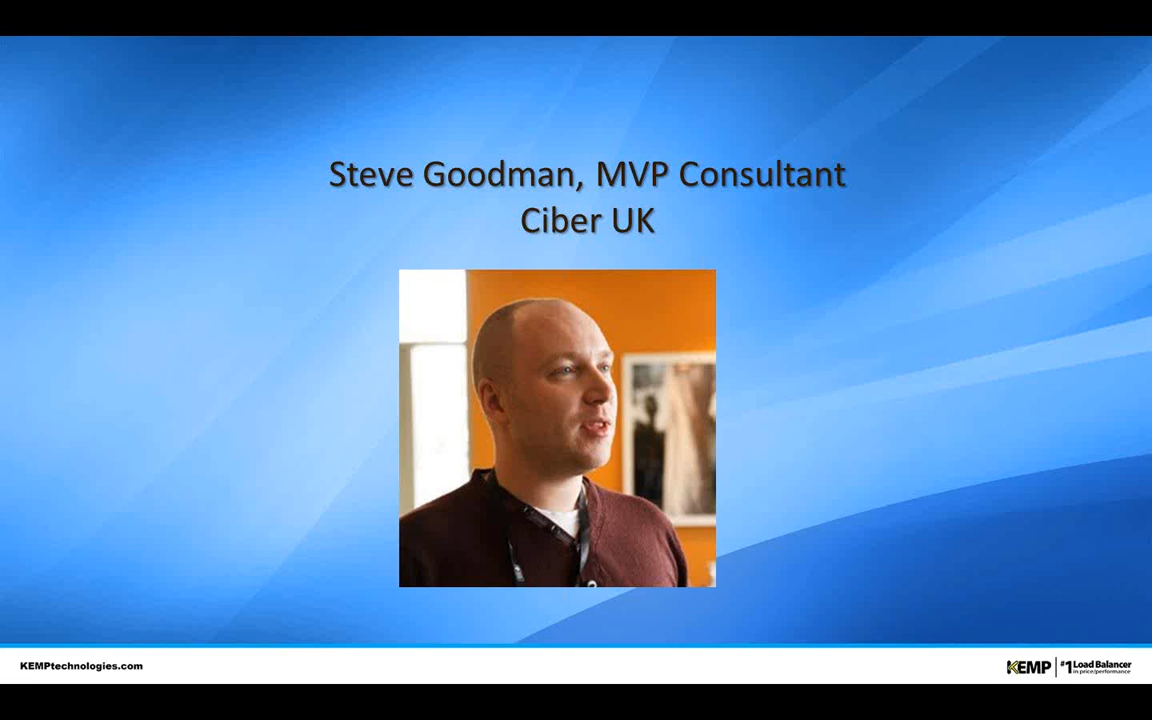 Steve Goodman, MVP Consultant
Ciber UK
KEMPtechnologies.com
KEMP
#1 Load Balancer
in price/performance